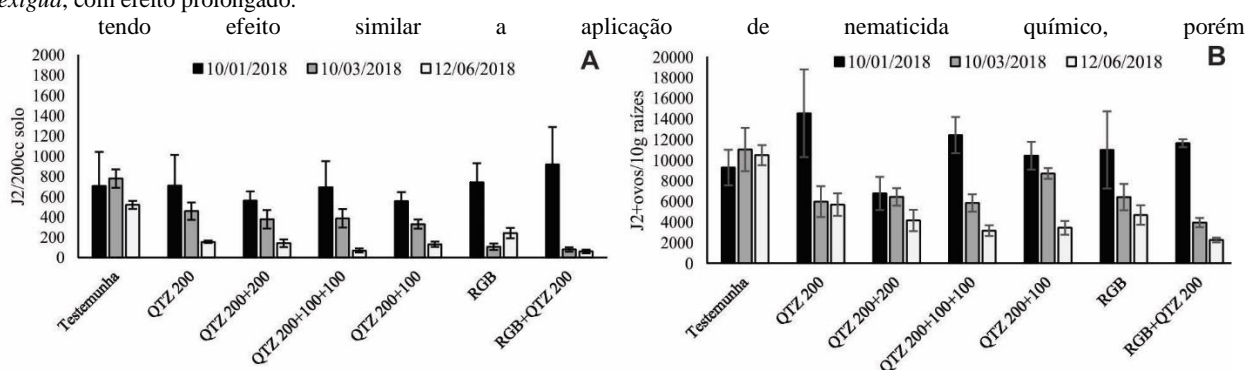 exigua, com efeito prolongado.
tendo efeito similar a aplicação de nematicida químico, porém
A
J2/200cc solo
2000
1800
1600
1400
1200
1000
800
600
400
200
0
10/01/2018 10/03/2018 12/06/2018
Testemunha
QTZ 200
QTZ 200+200
QTZ 200+100+100
QTZ 200+100
RGB
RGB+QTZ 200
B
J2+ovos/10g raízes
20000
18000
16000
14000
12000
10000
8000
6000
4000
2000
0
10/01/2018 10/03/2018 12/06/2018
Testemunha
QTZ 200
QTZ 200+200
QTZ 200+100+100
QTZ 200+100
RGB
RGB+QTZ 200